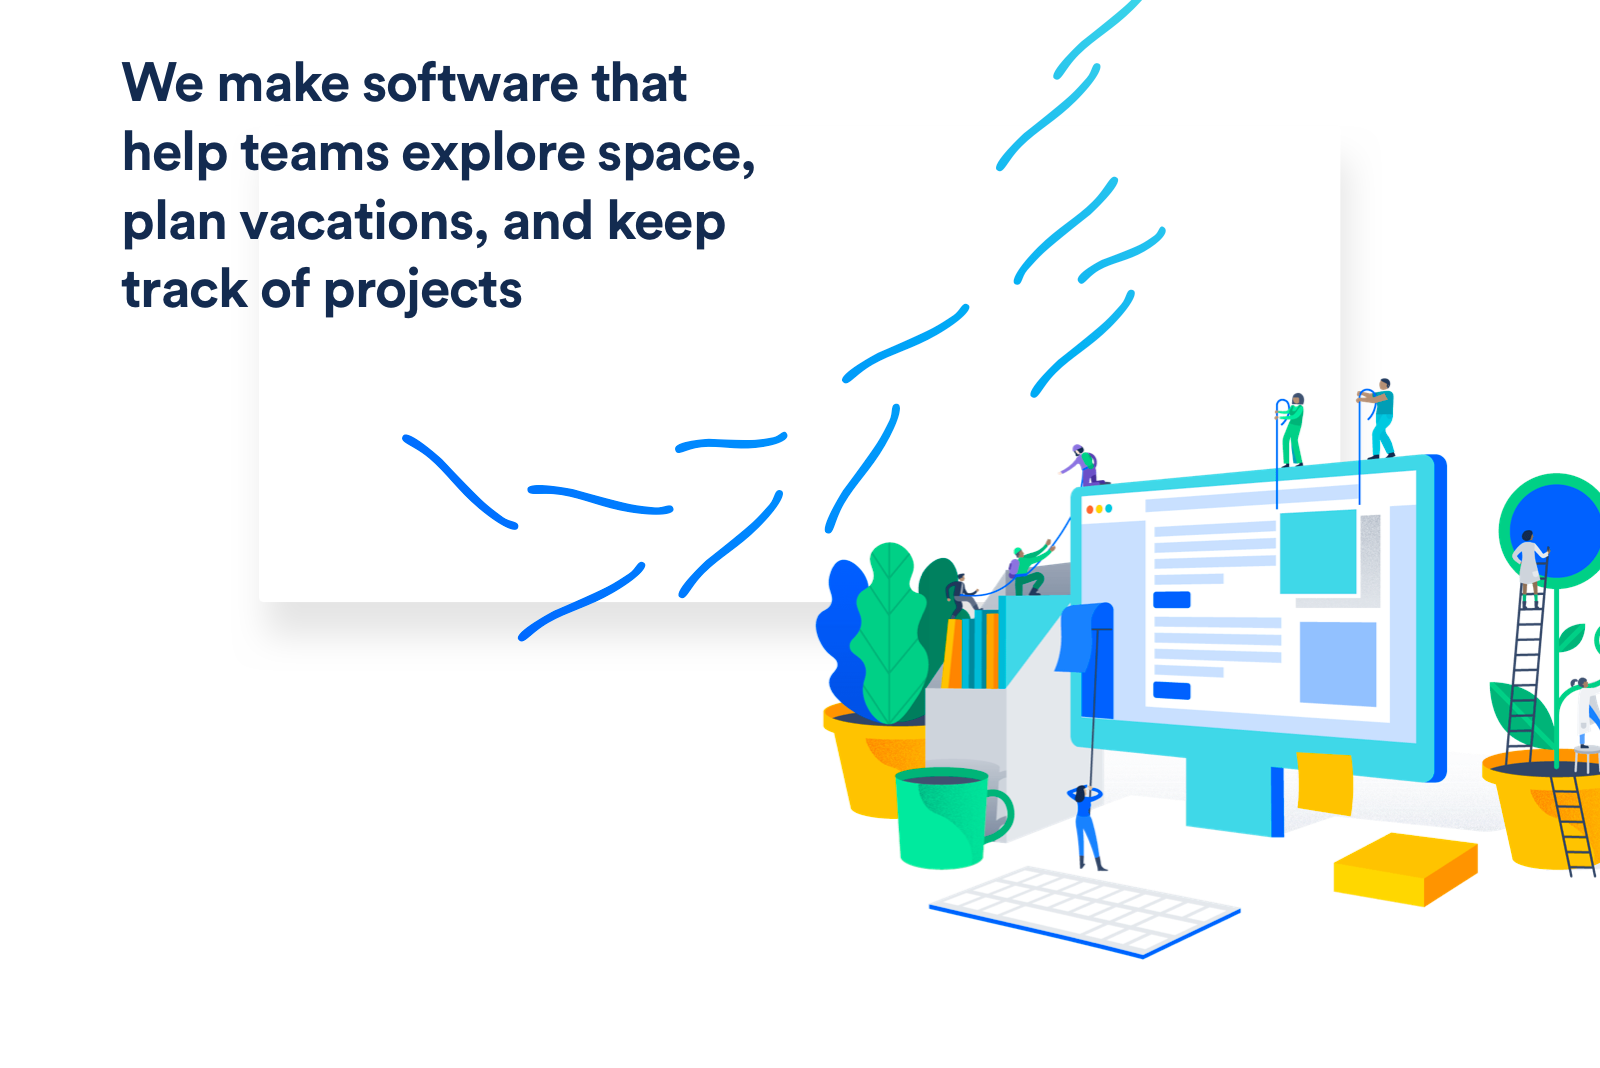 We make software that
help teams explore space,
plan vacations, and keep
track of projects